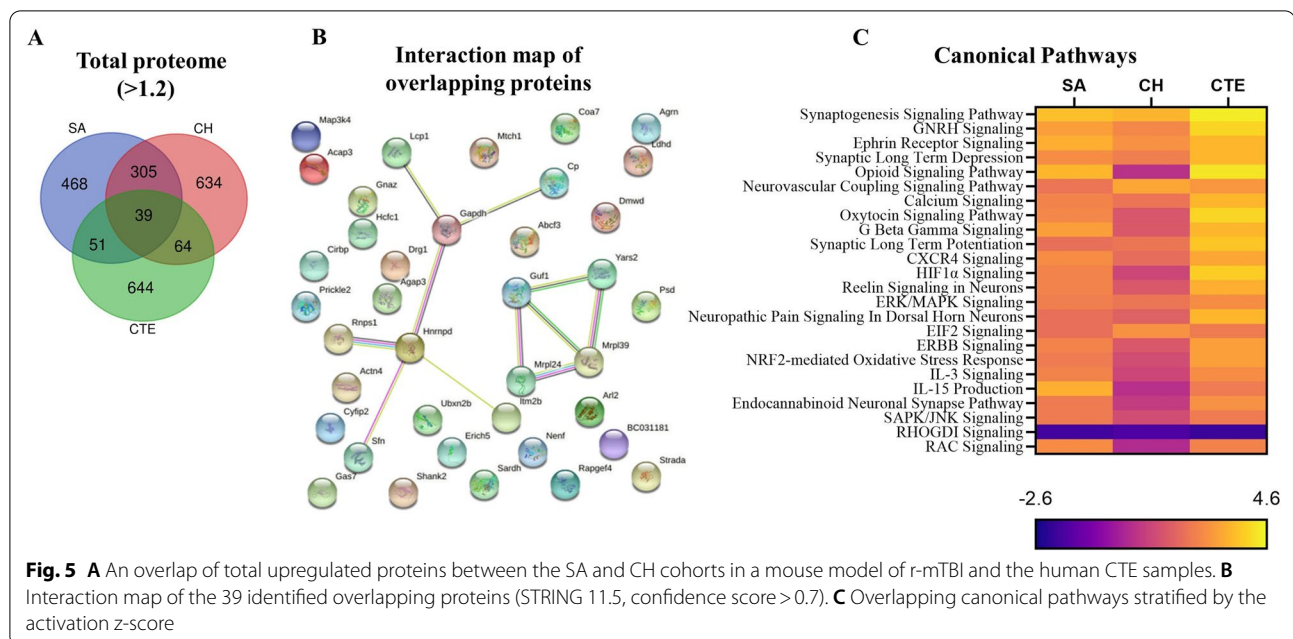 A
Total proteome
(>1.2)
SA
CH
468
305
634
39
51
64
644
CTE
B
Interaction map of
overlapping proteins
Map3k4
Acap3
Lcp1
Mtch1
Coa7
Agrn
Ldhd
Cp
Gnaz
Hcfc1
Gapdh
Dmwd
Abcf3
Cirbp
Drg1
Agap3
Guf1
Yars2
Prickle2
Psd
Rnps1
Hnrnpd
Mrpl39
Mrpl24
Actn4
Itm2b
Arl2
Cyfip2
Ubxn2b
BC031181
Sfn
Erich5
Nenf
Strada
Gas7
Shank2
Sardh
Rapgef4
C
Canonical Pathways
SA CH CTE
Synaptogenesis Signaling Pathway
GNRH Signaling
Ephrin Receptor Signaling
Synaptic Long Term Depression
Opioid Signaling Pathway
Neurovascular Coupling Signaling Pathway
Calcium Signaling
Oxytocin Signaling Pathway
G Beta Gamma Signaling
Synaptic Long Term Potentiation
CXCR4 Signaling
HIF1α Signaling
Reelin Signaling in Neurons
ERK/MAPK Signaling
Neuropathic Pain Signaling In Dorsal Horn Neurons
EIF2 Signaling
ERBB Signaling
NRF2-mediated Oxidative Stress Response
IL-3 Signaling
IL-15 Production
Endocannabinoid Neuronal Synapse Pathway
SAPK/JNK Signaling
RHOGDI Signaling
RAC Signaling
-2.6 4.6
Fig. 5 A An overlap of total upregulated proteins between the SA and CH cohorts in a mouse model of r-mTBI and the human CTE samples. B
Interaction map of the 39 identified overlapping proteins (STRING 11.5, confidence score > 0.7). C Overlapping canonical pathways stratified by the
activation z-score